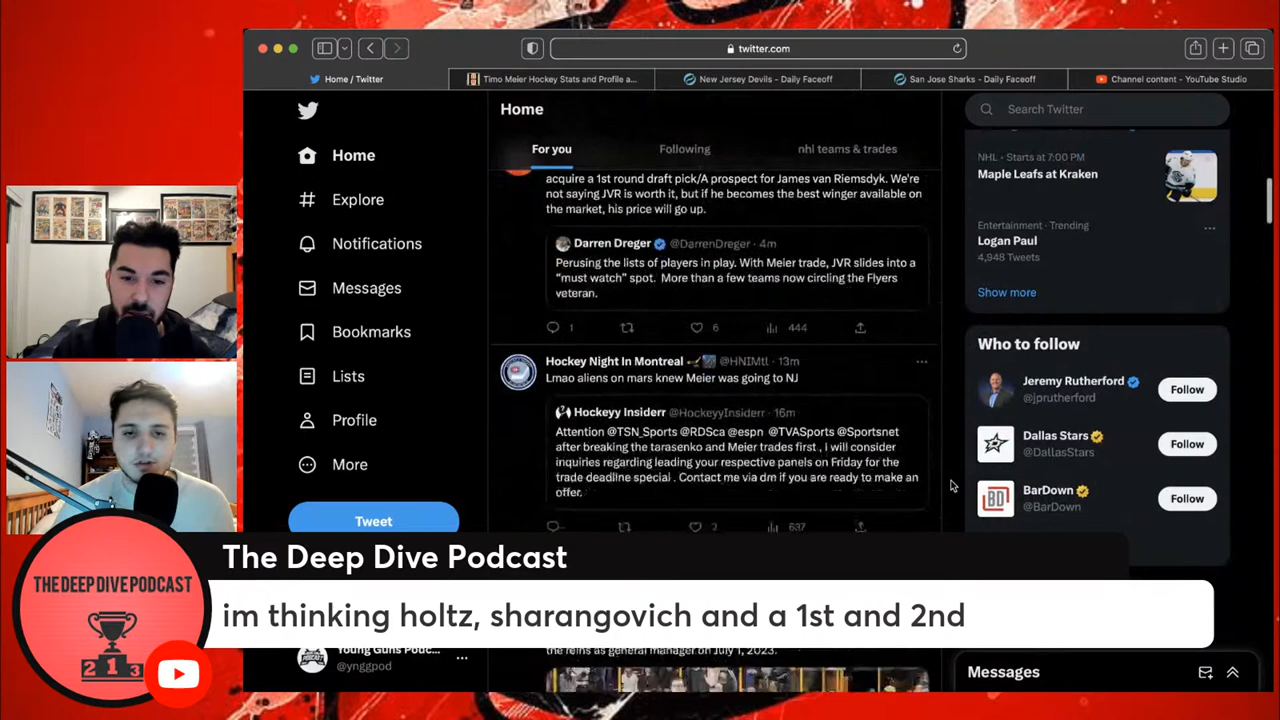 twitter.com
Home / Twitter
Timo Meier Hockey Stats and Profile a...
New Jersey Devils - Daily Faceoff
San Jose Sharks - Daily Faceoff
Channel content - YouTube Studio
Home
Explore
Notifications
Messages
Bookmarks
Lists
Profile
More
Tweet
Young Guns Podc...
@ynggpod
Home
For you
Following
nhl teams & trades
acquire a 1st round draft pick/A prospect for James van Riemsdyk. We're
not saying JVR is worth it, but if he becomes the best winger available on
the market, his price will go up.
Darren Dreger @DarrenDreger · 4m
Perusing the lists of players in play. With Meier trade, JVR slides into a
“must watch” spot. More than a few teams now circling the Flyers
veteran.
1
6
444
Hockey Night In Montreal @HNIMtl · 13m
Lmao aliens on mars knew Meier was going to NJ
Hockeyy Insiderr @HockeyyInsiderr · 16m
Attention @TSN_Sports @RDSca @espn @TVASports @Sportsnet
after breaking the tarasenko and Meier trades first , i will consider
inquiries regarding leading your respective panels on Friday for the
trade deadline special . Contact me via dm if you are ready to make an
offer.
637
the reins as general manager on July 1, 2023.
Search Twitter
NHL · Starts at 7:00 PM
Maple Leafs at Kraken
Entertainment · Trending
Logan Paul
4,948 Tweets
Show more
Who to follow
Jeremy Rutherford
@jprutherford
Follow
Dallas Stars
@DallasStars
Follow
BD
BarDown
@BarDown
Follow
Messages
THE DEEP DIVE PODCAST
2 1 3
The Deep Dive Podcast
im thinking holtz, sharangovich and a 1st and 2nd